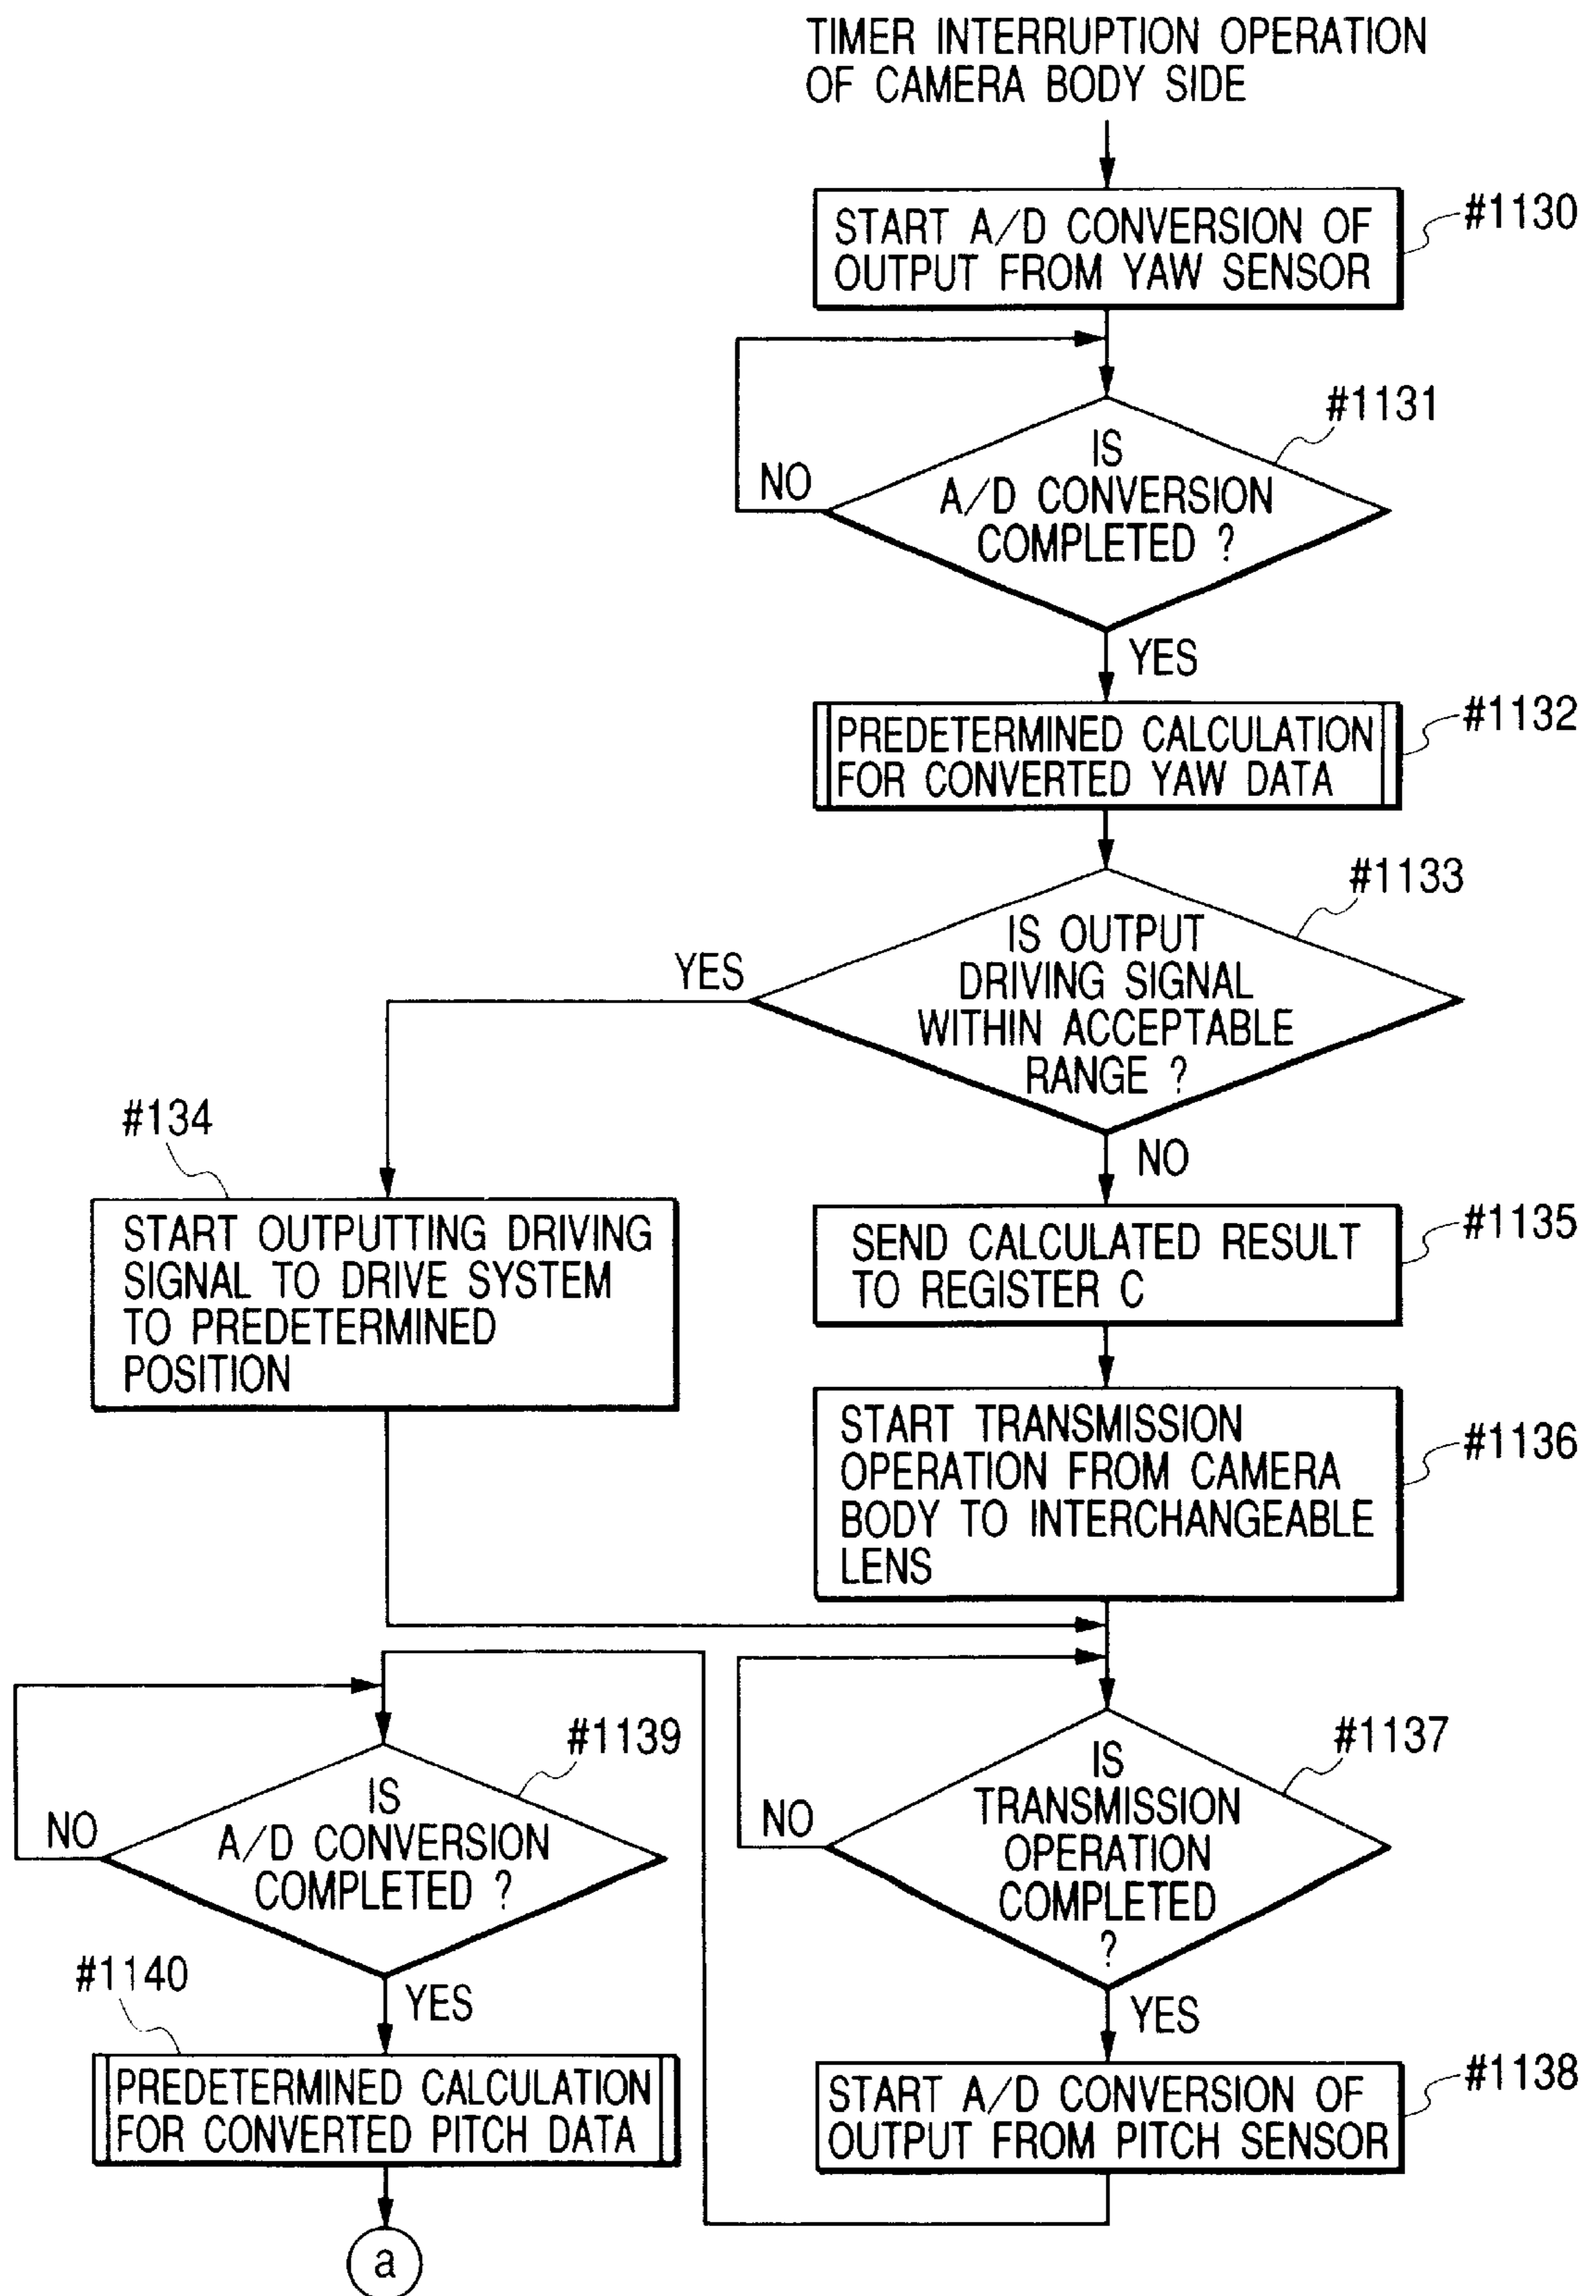 TIMER INTERRUPTION OPERATION
OF CAMERA BODY SIDE
#1130
START A/D CONVERSION OF
OUTPUT FROM YAW SENSOR
#1131
IS
A/D CONVERSION
COMPLETED ?
NO
YES
#1132
PREDETERMINED CALCULATION
FOR CONVERTED YAW DATA
#1133
IS OUTPUT
DRIVING SIGNAL
WITHIN ACCEPTABLE
RANGE ?
YES
NO
#134
START OUTPUTTING DRIVING
SIGNAL TO DRIVE SYSTEM
TO PREDETERMINED
POSITION
#1135
SEND CALCULATED RESULT
TO REGISTER C
#1136
START TRANSMISSION
OPERATION FROM CAMERA
BODY TO INTERCHANGEABLE
LENS
#1137
IS
TRANSMISSION
OPERATION
COMPLETED
?
NO
YES
#1138
START A/D CONVERSION OF
OUTPUT FROM PITCH SENSOR
#1139
IS
A/D CONVERSION
COMPLETED ?
NO
YES
#1140
PREDETERMINED CALCULATION
FOR CONVERTED PITCH DATA
a